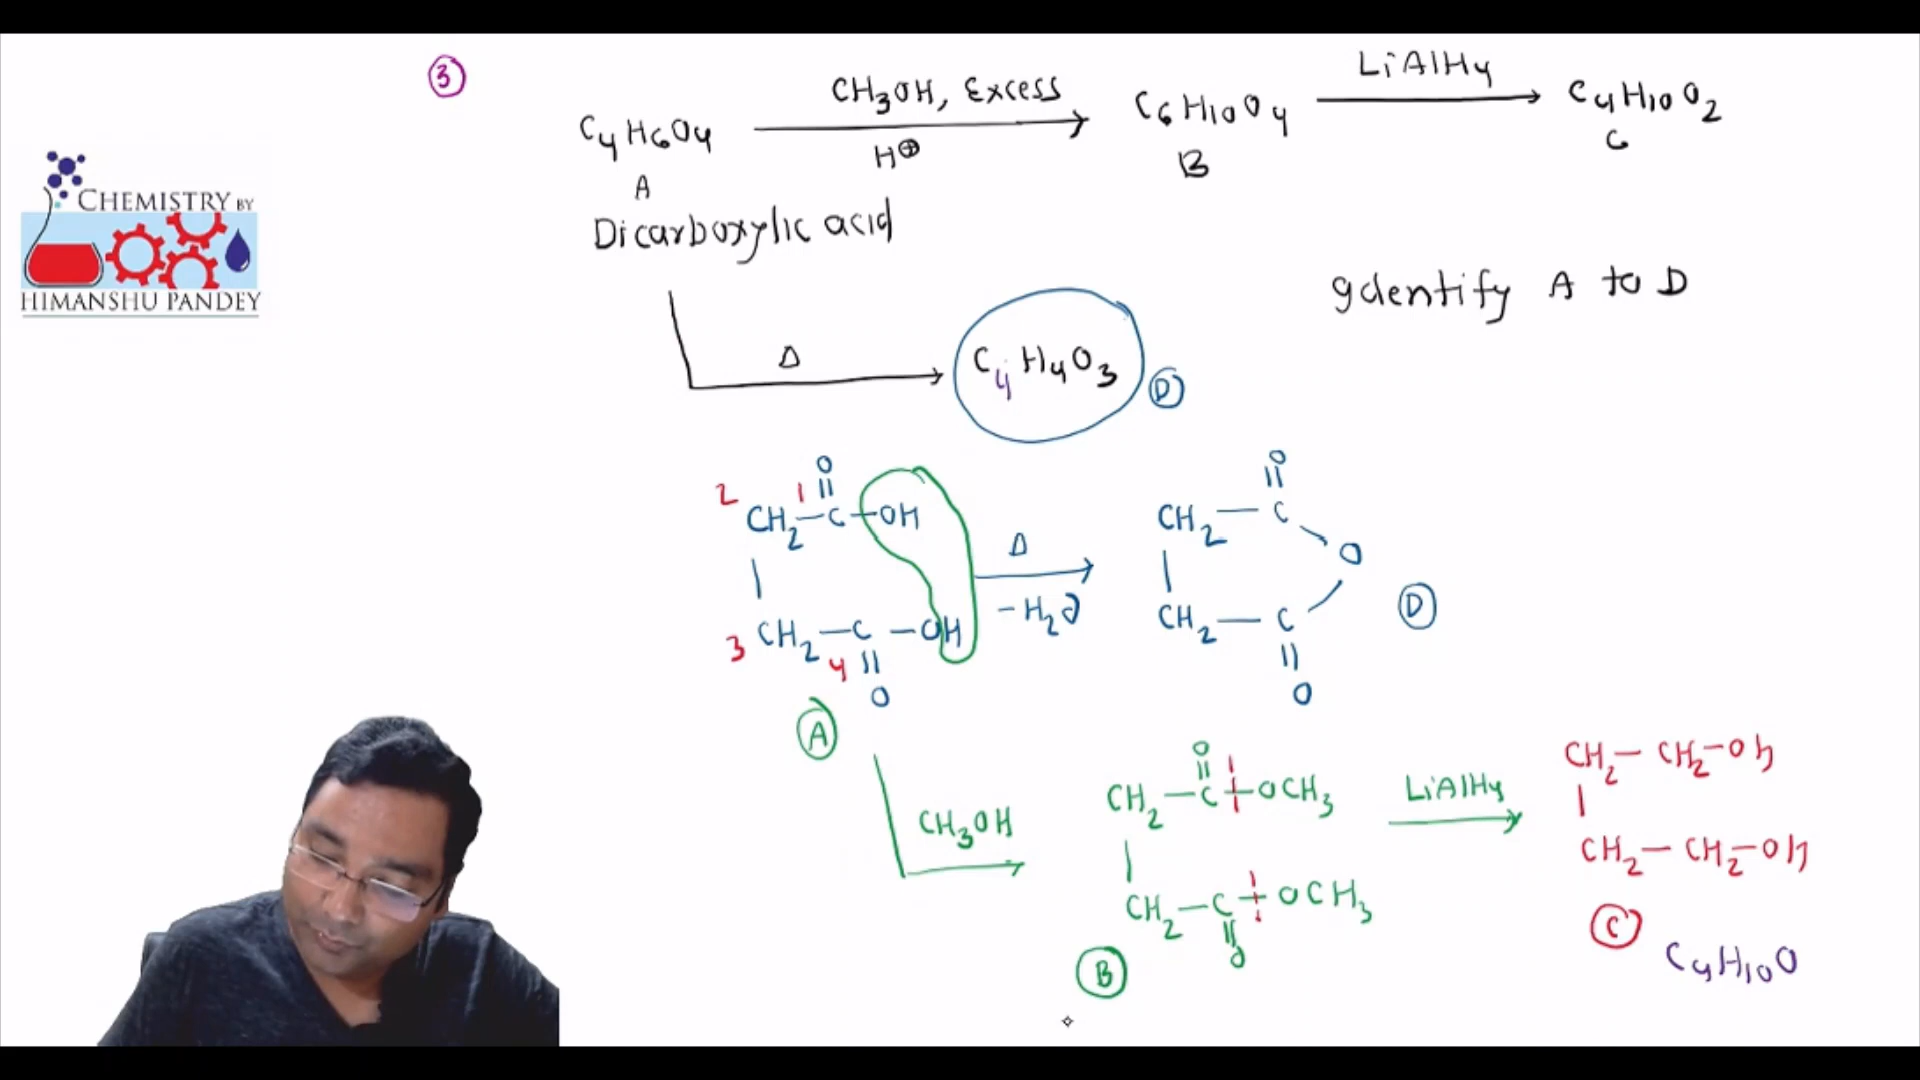 3
CH3OH, Excess
LiAlH4
C4H6O4
H⊕
C6H10O4
C4H10O2
A
B
C
CHEMISTRY BY
HIMANSHU PANDEY
Dicarboxylic acid
Identify A to D
Δ
C4H4O3
D
2 1 O
CH2-C-OH
3 CH2-C-OH
4 O
A
Δ
-H2O
O
CH2-C
O
CH2-C
O
D
CH3OH
O
CH2-C-OCH3
CH2-C-OCH3
O
B
LiAlH4
CH2-CH2-OH
CH2-CH2-OH
C
C4H10O